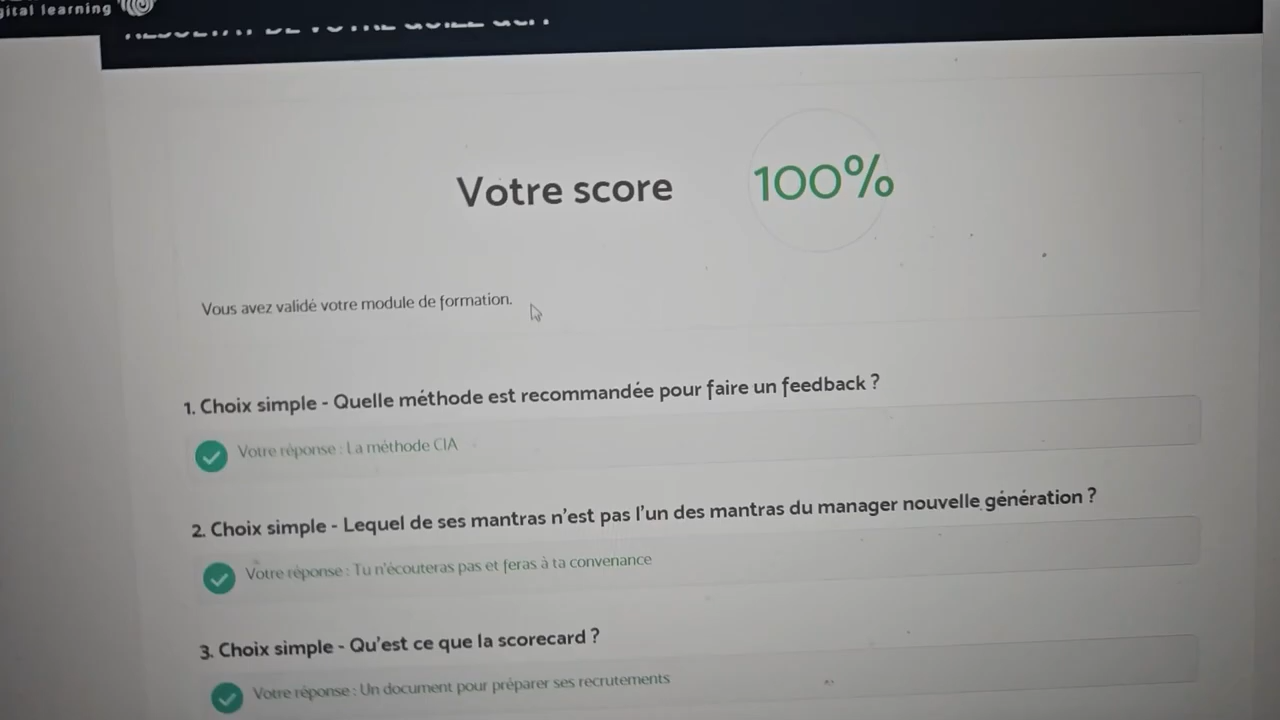 gital learning
Votre score
100%
Vous avez validé votre module de formation.
1. Choix simple - Quelle méthode est recommandée pour faire un feedback ?
Votre réponse : La méthode CIA
2. Choix simple - Lequel de ses mantras n'est pas l'un des mantras du manager nouvelle génération ?
Votre réponse : Tu n'écouteras pas et feras à ta convenance
3. Choix simple - Qu'est ce que la scorecard ?
Votre réponse : Un document pour préparer ses recrutements